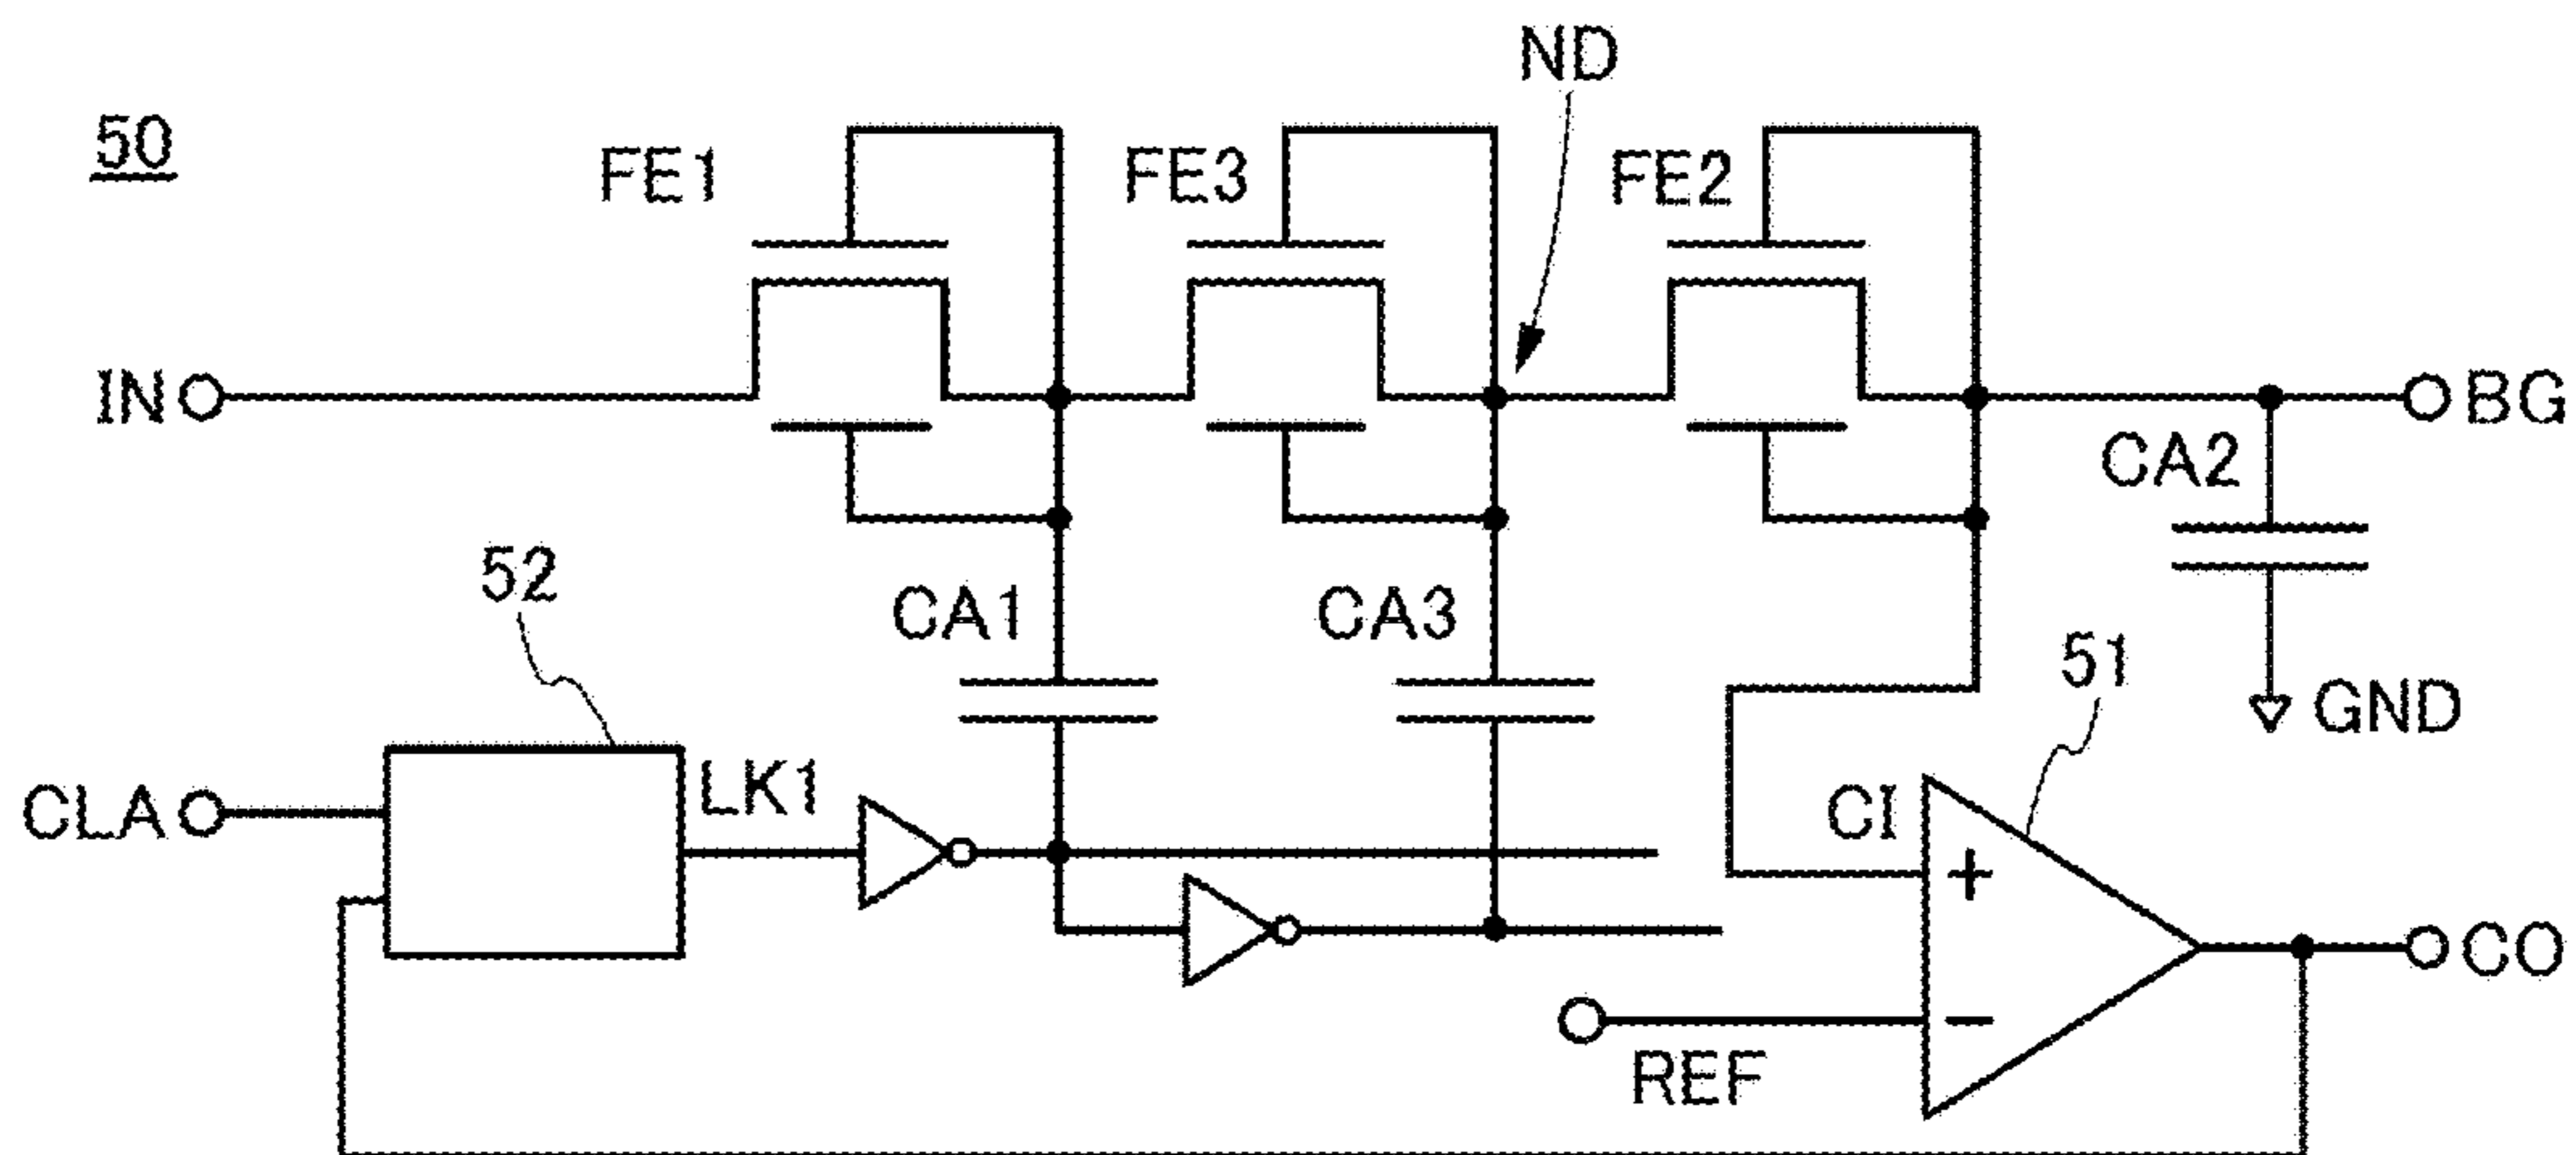 ND
50
FE1
FE3
FE2
IN
BG
CA2
52
CA1
CA3
51
GND
CLA
LK1
CI
+
CO
−
REF